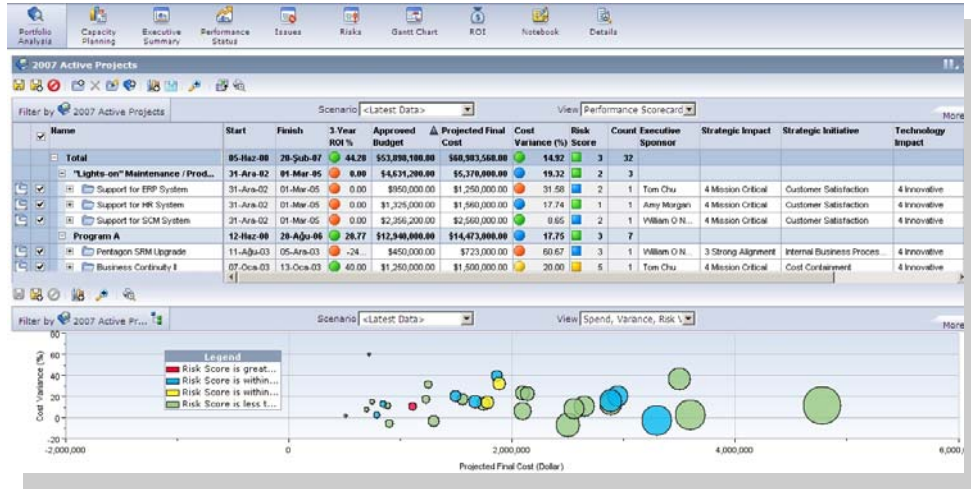 Portfolio Analysis
Capacity Planning
Executive Summary
Performance Status
Issues
Risks
Gantt Chart
ROI
Notebook
Details
2007 Active Projects
Filter by 2007 Active Projects Scenario <Latest Data> View Performance Scorecard More
Name Start Finish 3-Year ROI % Approved Budget Projected Final Cost Cost Variance (%) Risk Score Count Executive Sponsor Strategic Impact Strategic Initiative Technology Impact
Total 05-Haz-00 20-Şub-07 44.20 $53,098,100.00 $60,983,560.00 14.92 3 32
"Lights-on" Maintenance / Prod... 31-Ara-02 01-Mar-05 0.00 $4,631,200.00 $5,370,000.00 19.32 2 3
Support for ERP System 31-Ara-02 01-Mar-05 0.00 $950,000.00 $1,250,000.00 31.58 2 1 Tom Chu 4 Mission Critical Customer Satisfaction 4 Innovative
Support for HR System 31-Ara-02 01-Mar-05 0.00 $1,325,000.00 $1,560,000.00 17.74 1 1 Amy Morgan 4 Mission Critical Customer Satisfaction 4 Innovative
Support for SCM System 31-Ara-02 01-Mar-05 0.00 $2,356,200.00 $2,560,000.00 8.65 2 1 William O N... 4 Mission Critical Customer Satisfaction 4 Innovative
Program A 12-Haz-00 20-Ağu-06 20.77 $12,940,000.00 $14,473,000.00 17.75 3 7
Pentagon SRM Upgrade 11-Ağu-03 05-Ara-03 -24... $450,000.00 $723,000.00 60.67 3 1 William O N... 3 Strong Alignment Internal Business Proces... 4 Innovative
Business Continuity I 07-Oca-03 13-Oca-03 40.00 $1,250,000.00 $1,500,000.00 20.00 5 1 Tom Chu 4 Mission Critical Cost Containment 4 Innovative
Filter by 2007 Active Pr... Scenario <Latest Data> View Spend, Variance, Risk More
80
60
40
20
0
-20
Cost Variance (%)
Legend
Risk Score is great...
Risk Score is within...
Risk Score is within...
Risk Score is less t...
-2,000,000 0 2,000,000 4,000,000 6,000,
Projected Final Cost (Dollar)